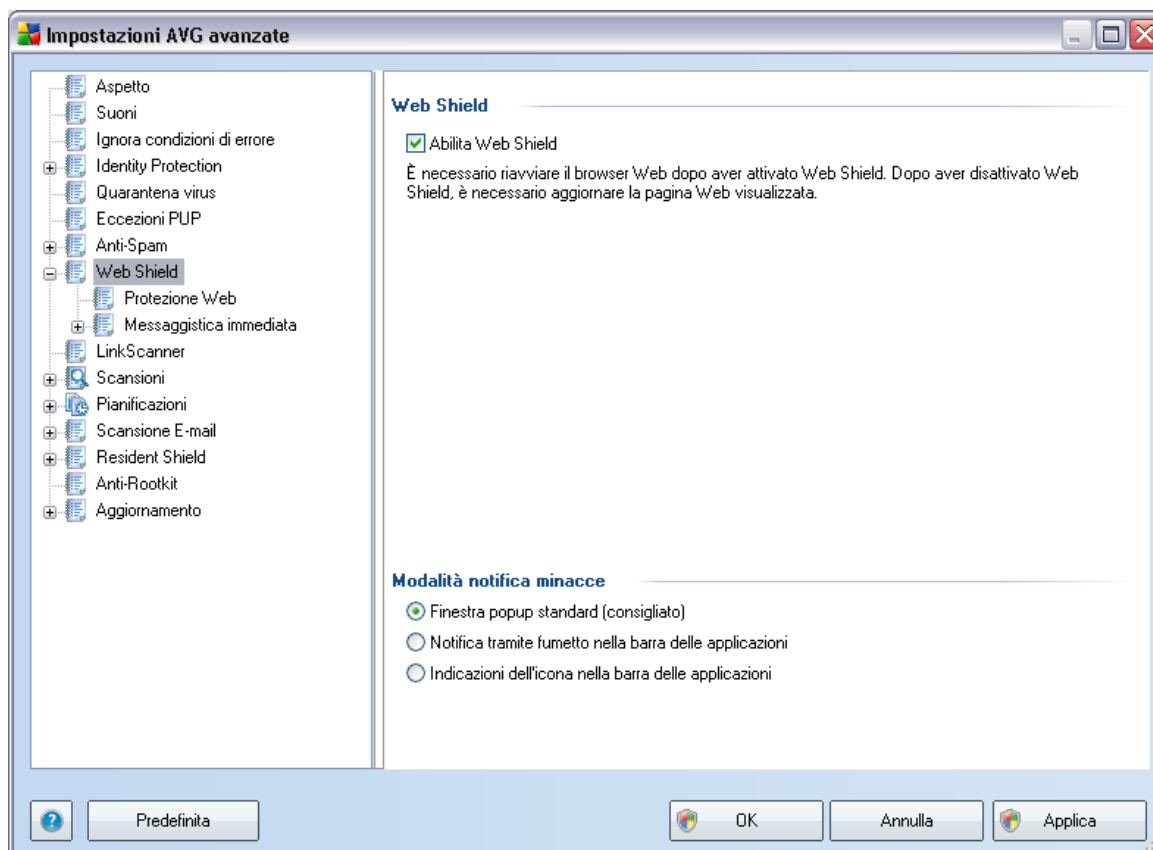 Impostazioni AVG avanzate
Aspetto
Suoni
Ignora condizioni di errore
Identity Protection
Quarantena virus
Eccezioni PUP
Anti-Spam
Web Shield
Protezione Web
Messaggistica immediata
LinkScanner
Scansioni
Pianificazioni
Scansione E-mail
Resident Shield
Anti-Rootkit
Aggiornamento
Web Shield
Abilita Web Shield
È necessario riavviare il browser Web dopo aver attivato Web Shield. Dopo aver disattivato Web
Shield, è necessario aggiornare la pagina Web visualizzata.
Modalità notifica minacce
Finestra popup standard (consigliato)
Notifica tramite fumetto nella barra delle applicazioni
Indicazioni dell'icona nella barra delle applicazioni
Predefinita
OK
Annulla
Applica